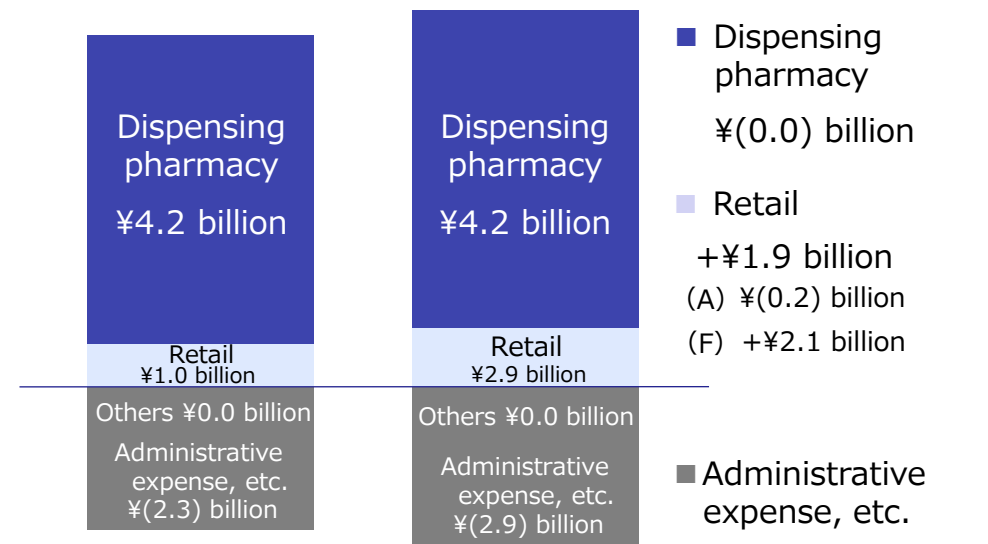 Dispensing
pharmacy
¥4.2 billion
Retail
¥1.0 billion
Others ¥0.0 billion
Administrative
expense, etc.
¥(2.3) billion
Dispensing
pharmacy
¥4.2 billion
Retail
¥2.9 billion
Others ¥0.0 billion
Administrative
expense, etc.
¥(2.9) billion
Dispensing
pharmacy
¥(0.0) billion
Retail
+¥1.9 billion
(A) ¥(0.2) billion
(F) +¥2.1 billion
Administrative
expense, etc.